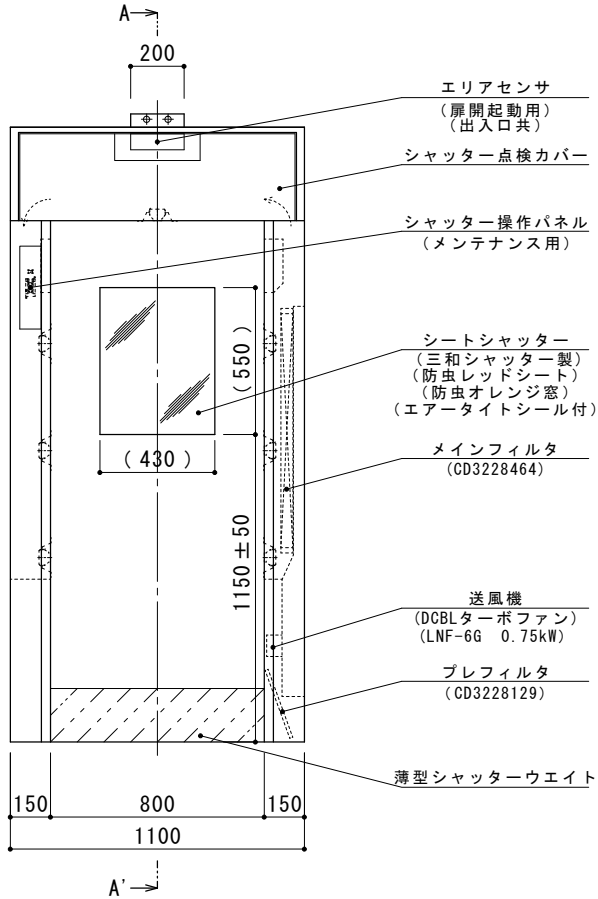 A
200
エリアセンサ
(扉開起動用)
(出入口共)
シャッター点検カバー
シャッター操作パネル
(メンテナンス用)
シートシャッター
(三和シャッター製)
(防虫レッドシート)
(防虫オレンジ窓)
(エアータイトシール付)
(550)
(430)
メインフィルタ
(CD3228464)
1150±50
送風機
(DCBLターボファン)
(LNF-6G 0.75kW)
プレフィルタ
(CD3228129)
薄型シャッターウエイト
150 800 150
1100
A'